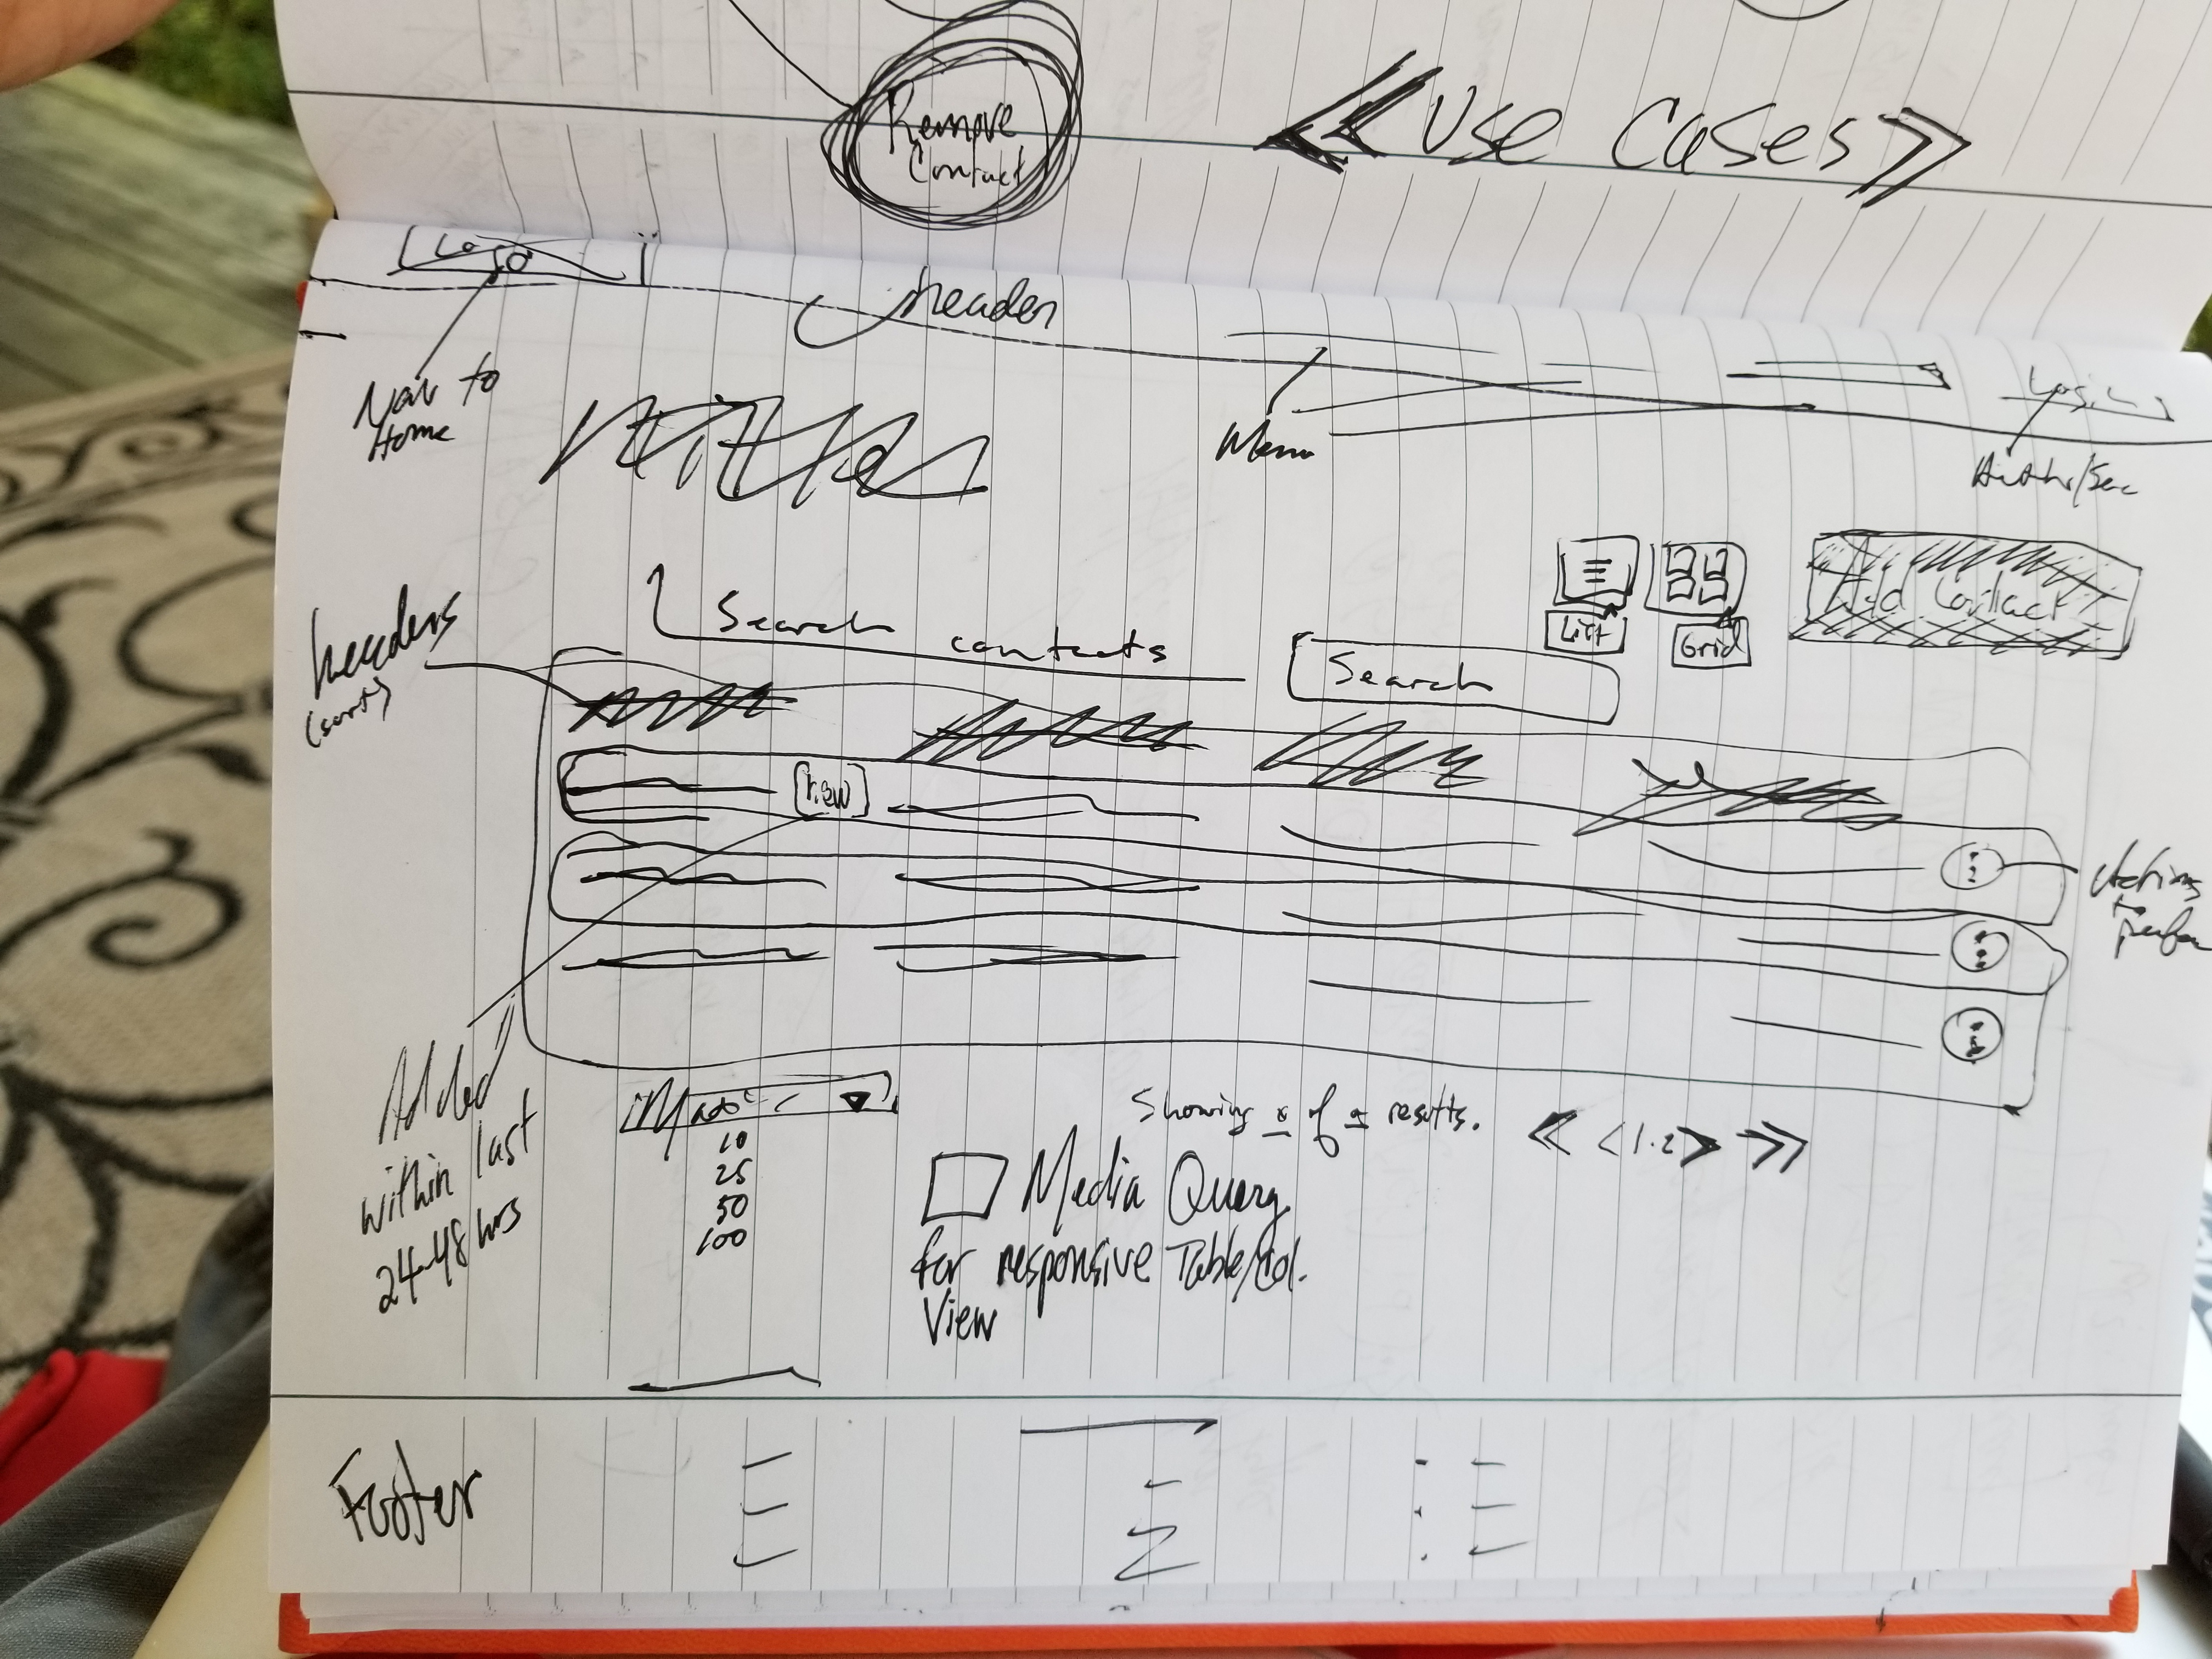 Remove
Contact
<<USE CASES>>
Logo
header
Nav to
Home
Menu
Login
headers
(sort)
Search contacts
Search
List
Grid
Add Contact
new
Actions
to
Added
within last
24-48 hrs
10
25
50
100
Showing x of
results.
<< <1.2> >>
Media Query
for responsive Table/Col.
View
Footer